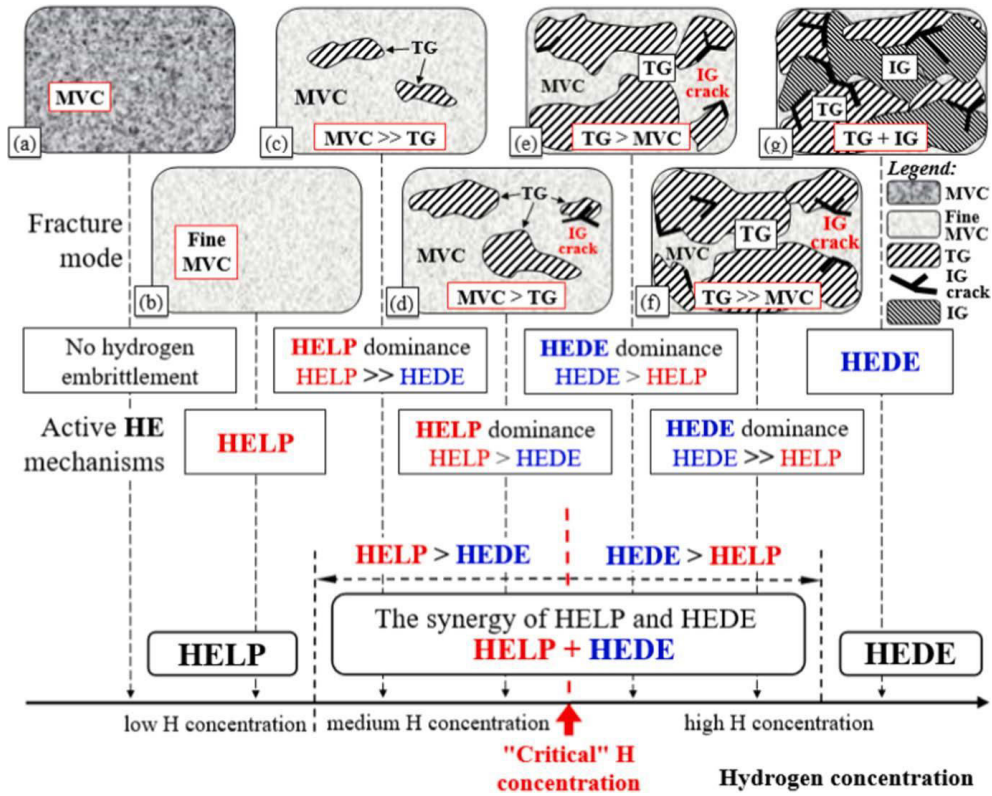 MVC
(a)
TG
MVC
MVC >> TG
(c)
TG
MVC
IG
crack
TG > MVC
(e)
IG
TG
TG + IG
(g)
Fracture
mode
Fine
MVC
(b)
TG
MVC
IG
crack
MVC > TG
(d)
TG
MVC
IG
crack
TG >> MVC
(f)
Legend:
MVC
Fine
MVC
TG
IG
crack
IG
No hydrogen
embrittlement
HELP dominance
HELP >> HEDE
HEDE dominance
HEDE > HELP
HEDE
Active HE
mechanisms
HELP
HELP dominance
HELP > HEDE
HEDE dominance
HEDE >> HELP
HELP > HEDE
HEDE > HELP
HELP
The synergy of HELP and HEDE
HELP + HEDE
HEDE
low H concentration
medium H concentration
high H concentration
"Critical" H
concentration
Hydrogen concentration